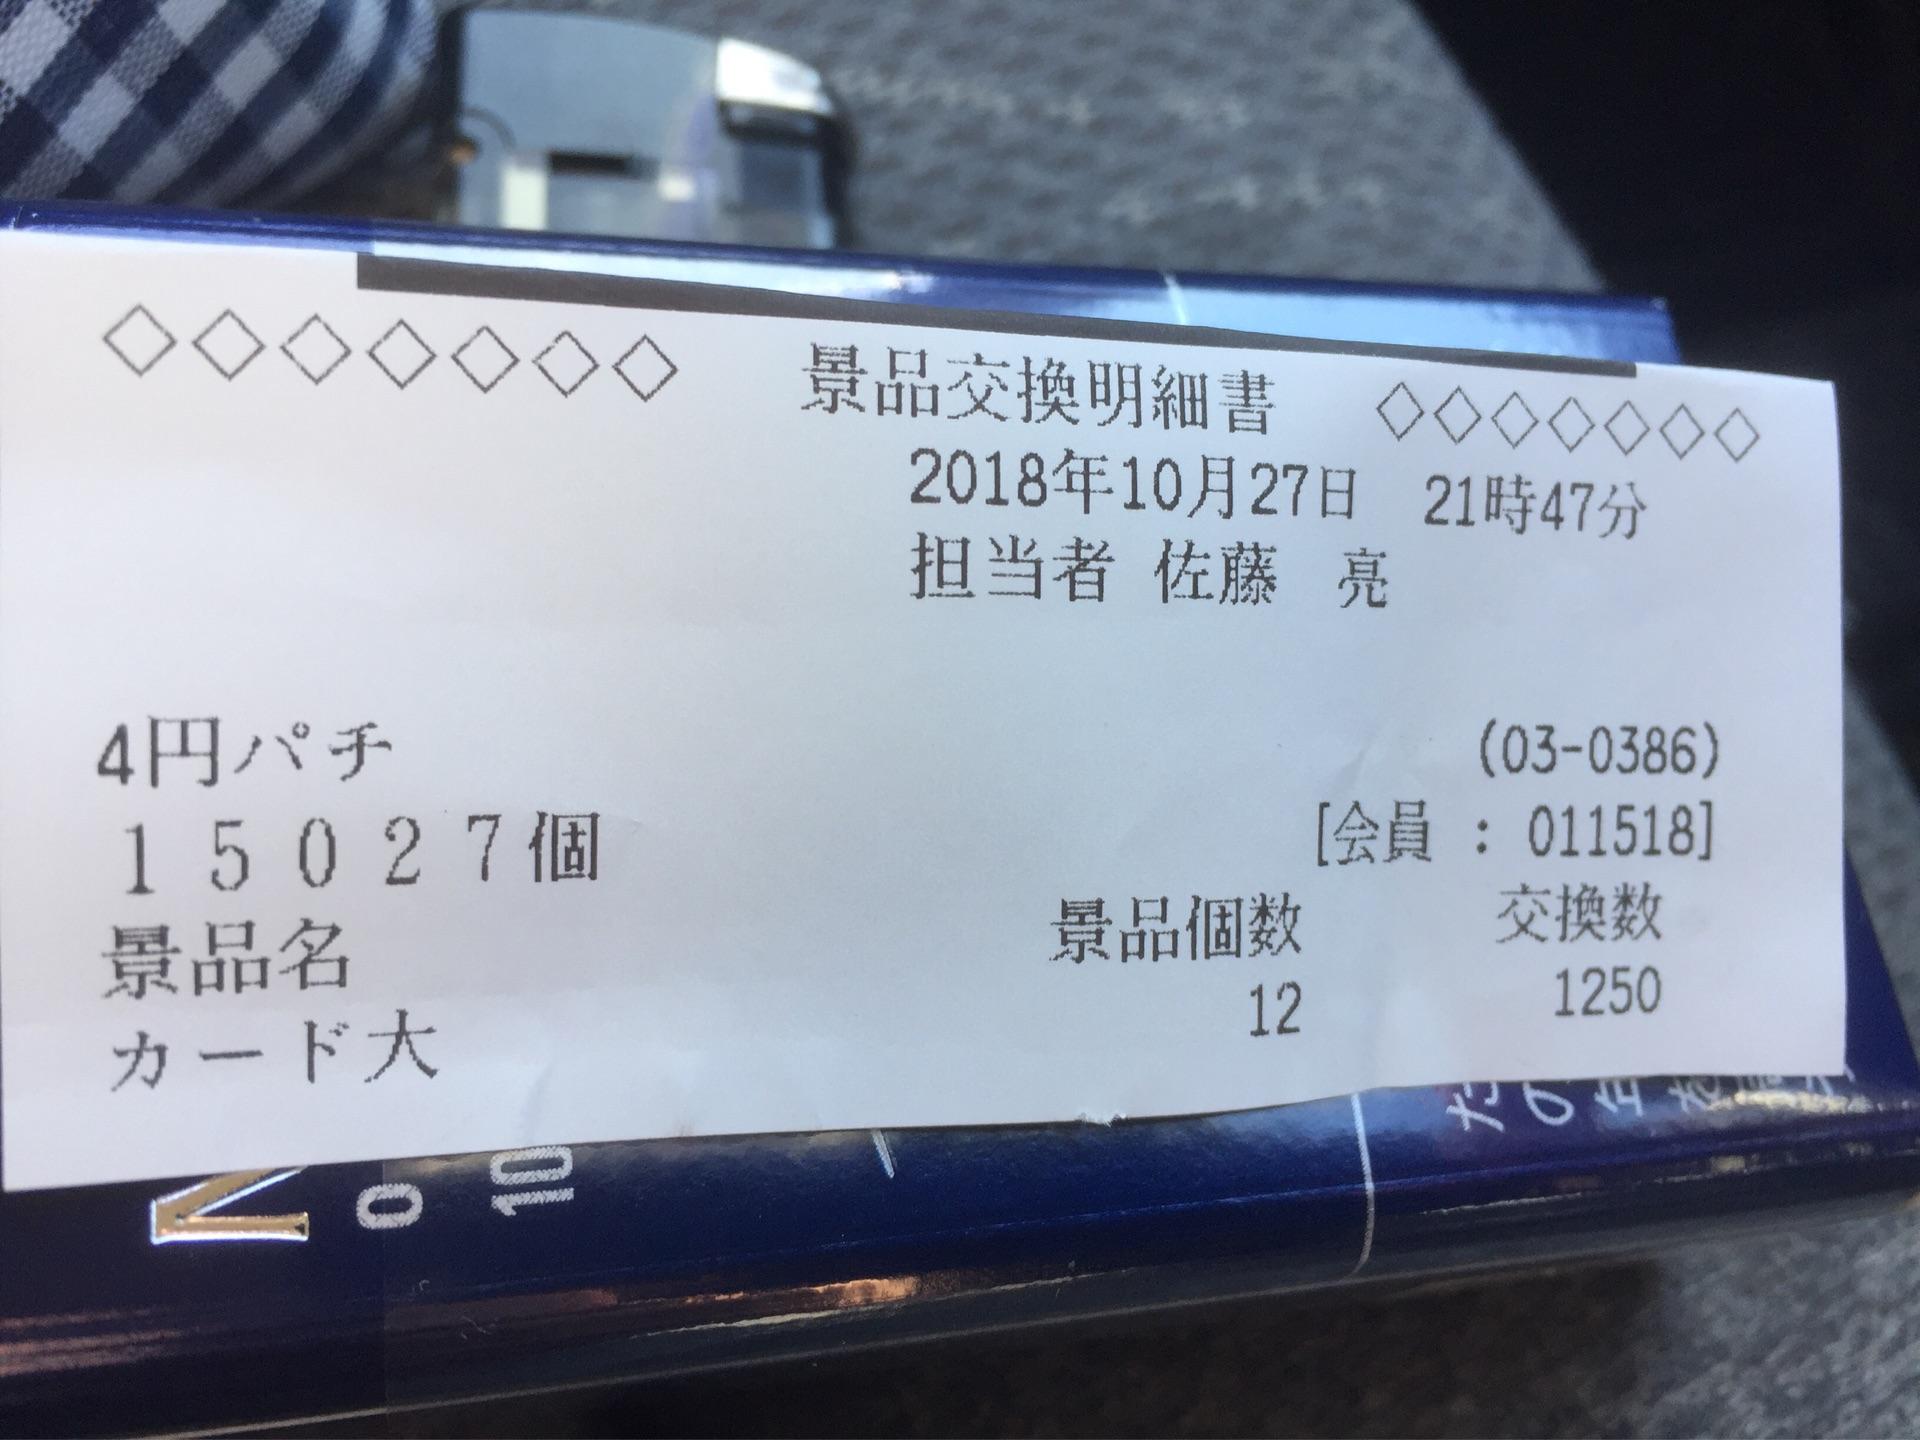 ◇◇◇◇◇◇◇ 景品交換明細書 ◇◇◇◇◇◇◇
2018年10月27日 21時47分
担当者 佐藤 亮
4円パチ (03-0386)
15027個 [会員 : 011518]
景品名 景品個数 交換数
カード大 12 1250
N
0
10